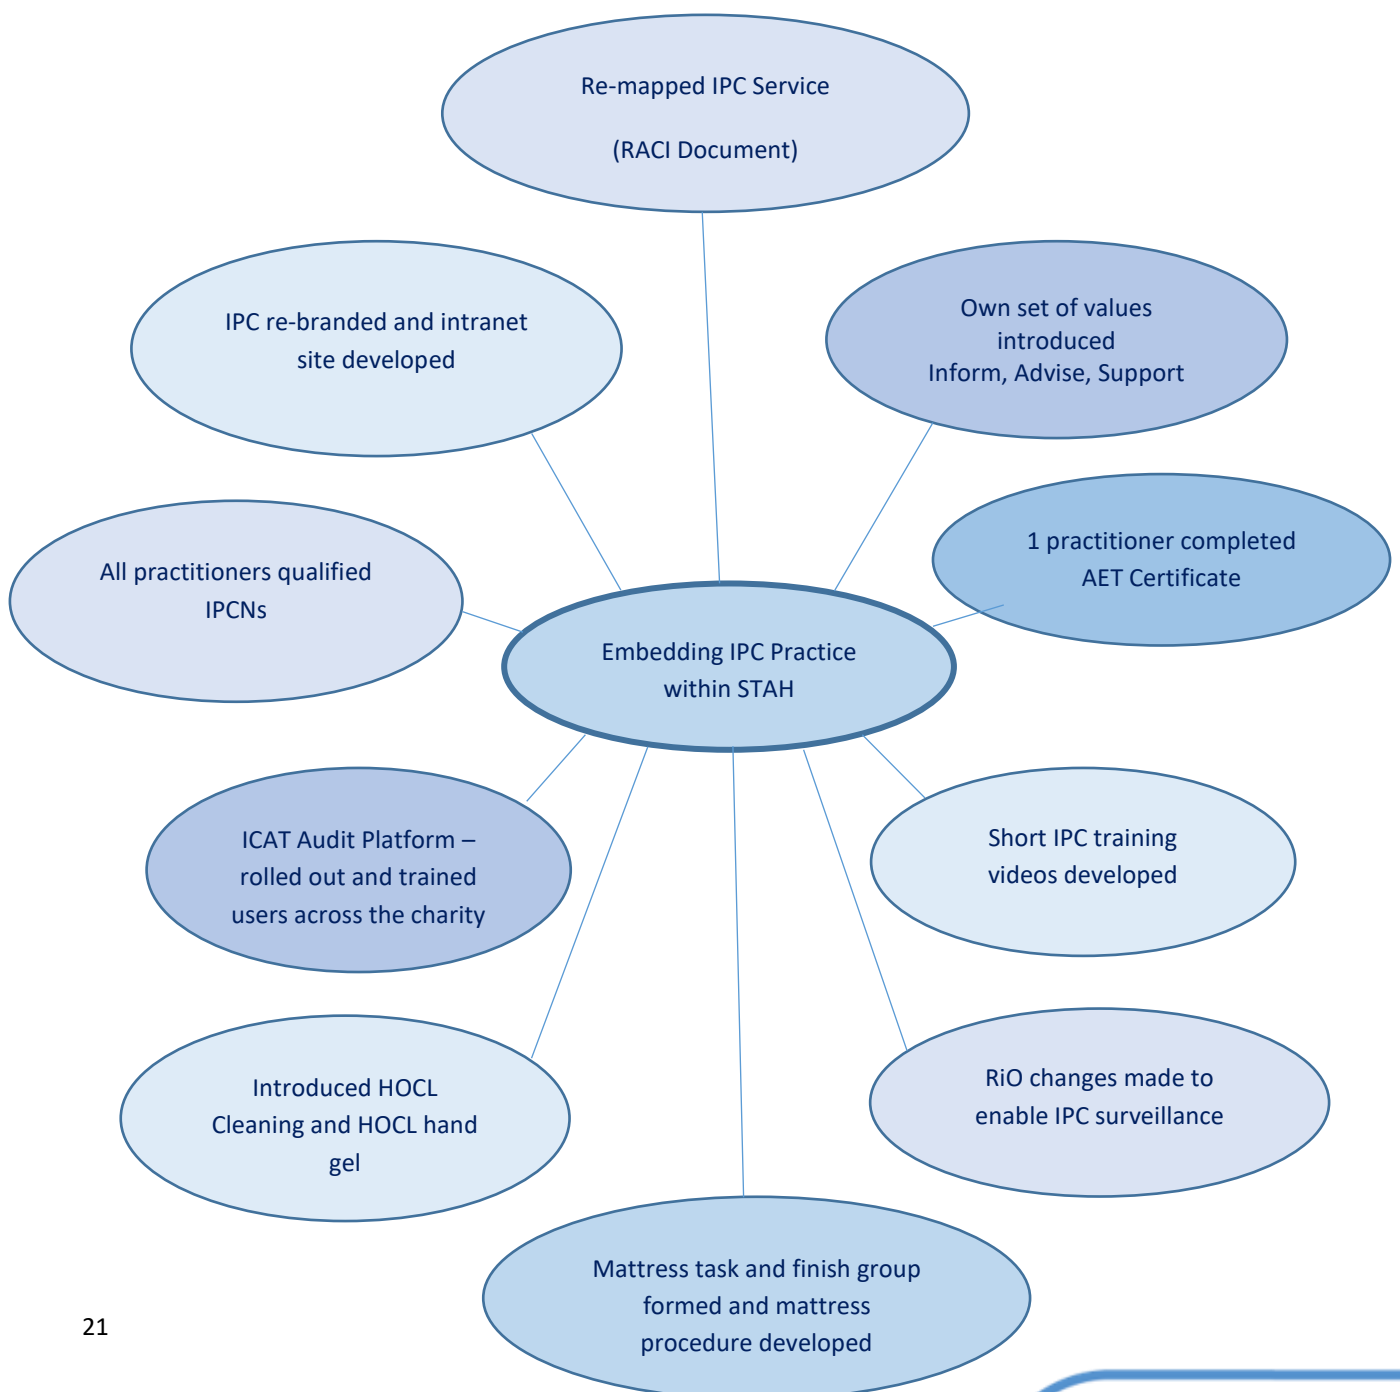 Re-mapped IPC Service
(RACI Document)
IPC re-branded and intranet
site developed
Own set of values
introduced
Inform, Advise, Support
All practitioners qualified
IPCNs
1 practitioner completed
AET Certificate
Embedding IPC Practice
within STAH
ICAT Audit Platform –
rolled out and trained
users across the charity
Short IPC training
videos developed
Introduced HOCL
Cleaning and HOCL hand
gel
RiO changes made to
enable IPC surveillance
Mattress task and finish group
formed and mattress
procedure developed
21